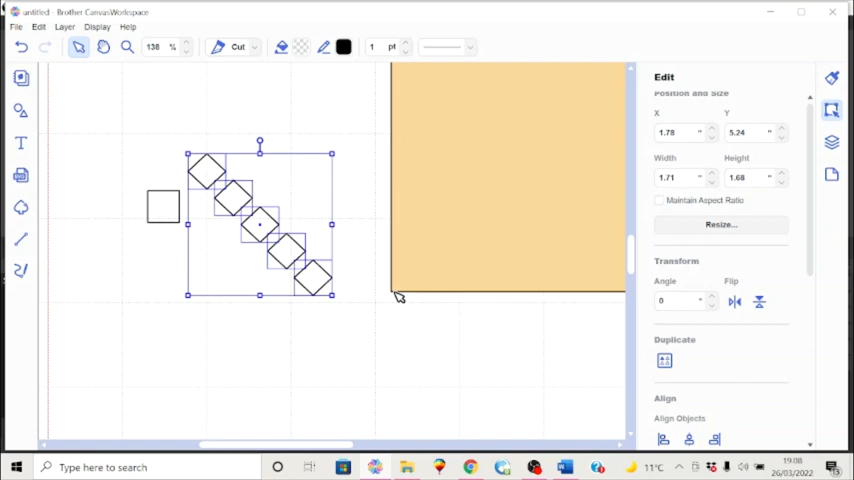 untitled - Brother CanvasWorkspace
File Edit Layer Display Help
138 % Cut 1 pt
Edit
Position and Size
X Y
1.78 " 5.24 "
Width Height
1.71 " 1.68 "
Maintain Aspect Ratio
Resize...
Transform
Angle Flip
0 °
Duplicate
Align
Align Objects
Type here to search
11°C
19:08
26/03/2022